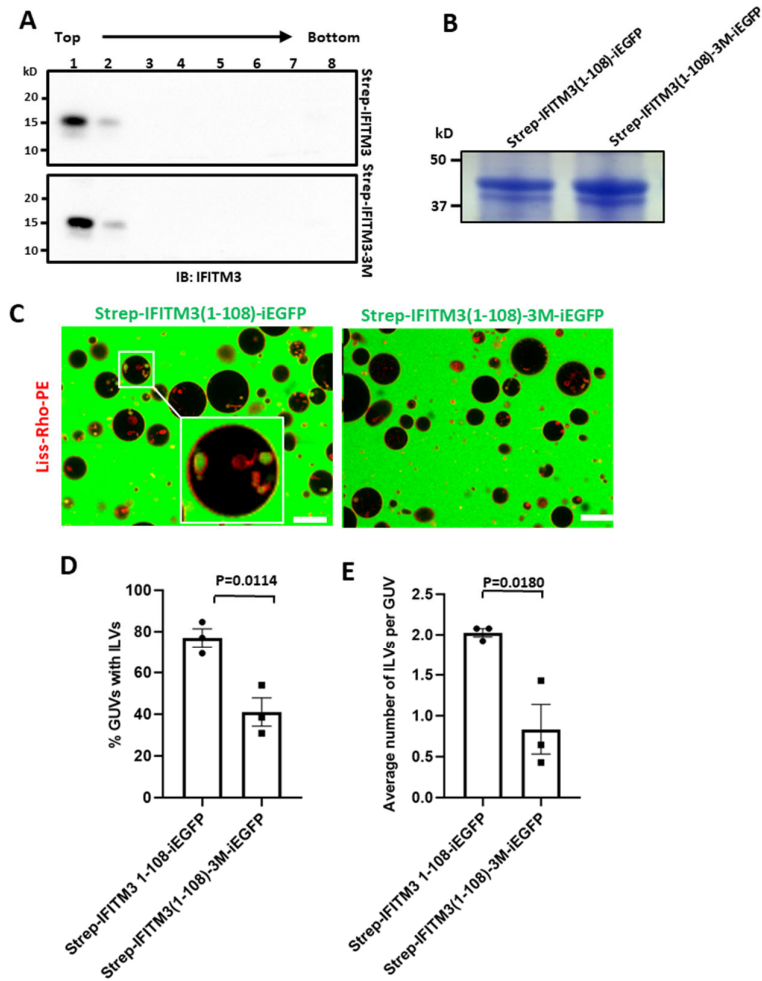 A
Top
Bottom
kD
1 2 3 4 5 6 7 8
20
15
10
Strep-IFITM3
20
15
10
Strep-IFITM3-3M
IB: IFITM3
B
Strep-IFITM3(1-108)-iEGFP
Strep-IFITM3(1-108)-3M-iEGFP
kD
50
37
C
Strep-IFITM3(1-108)-iEGFP
Strep-IFITM3(1-108)-3M-iEGFP
Liss-Rho-PE
D
P=0.0114
% GUVs with ILVs
100
80
60
40
20
0
Strep-IFITM3 1-108-iEGFP
Strep-IFITM3(1-108)-3M-iEGFP
E
P=0.0180
Average number of ILVs per GUV
2.5
2.0
1.5
1.0
0.5
0.0
Strep-IFITM3 1-108-iEGFP
Strep-IFITM3(1-108)-3M-iEGFP